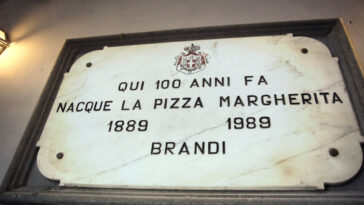 QUI 100 ANNI FA
NACQUE LA PIZZA MARGHERITA
1889 1989
BRANDI